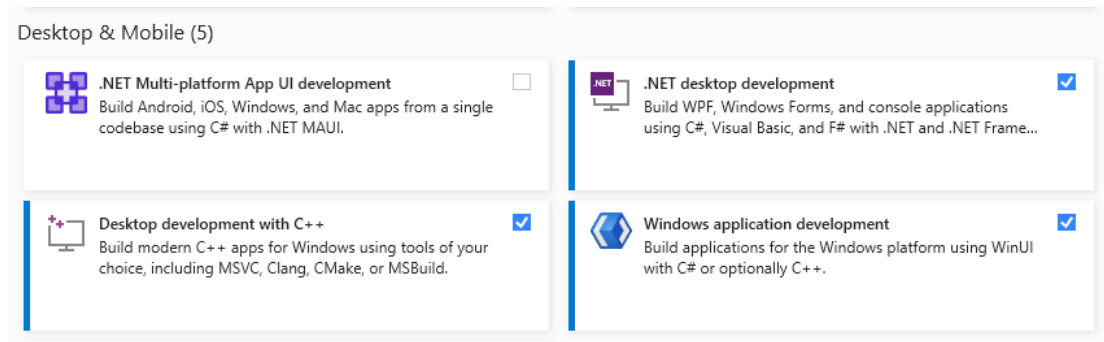 Desktop & Mobile (5)
.NET Multi-platform App UI development
Build Android, iOS, Windows, and Mac apps from a single
codebase using C# with .NET MAUI.
.NET
.NET desktop development
Build WPF, Windows Forms, and console applications
using C#, Visual Basic, and F# with .NET and .NET Frame...
Desktop development with C++
Build modern C++ apps for Windows using tools of your
choice, including MSVC, Clang, CMake, or MSBuild.
Windows application development
Build applications for the Windows platform using WinUI
with C# or optionally C++.